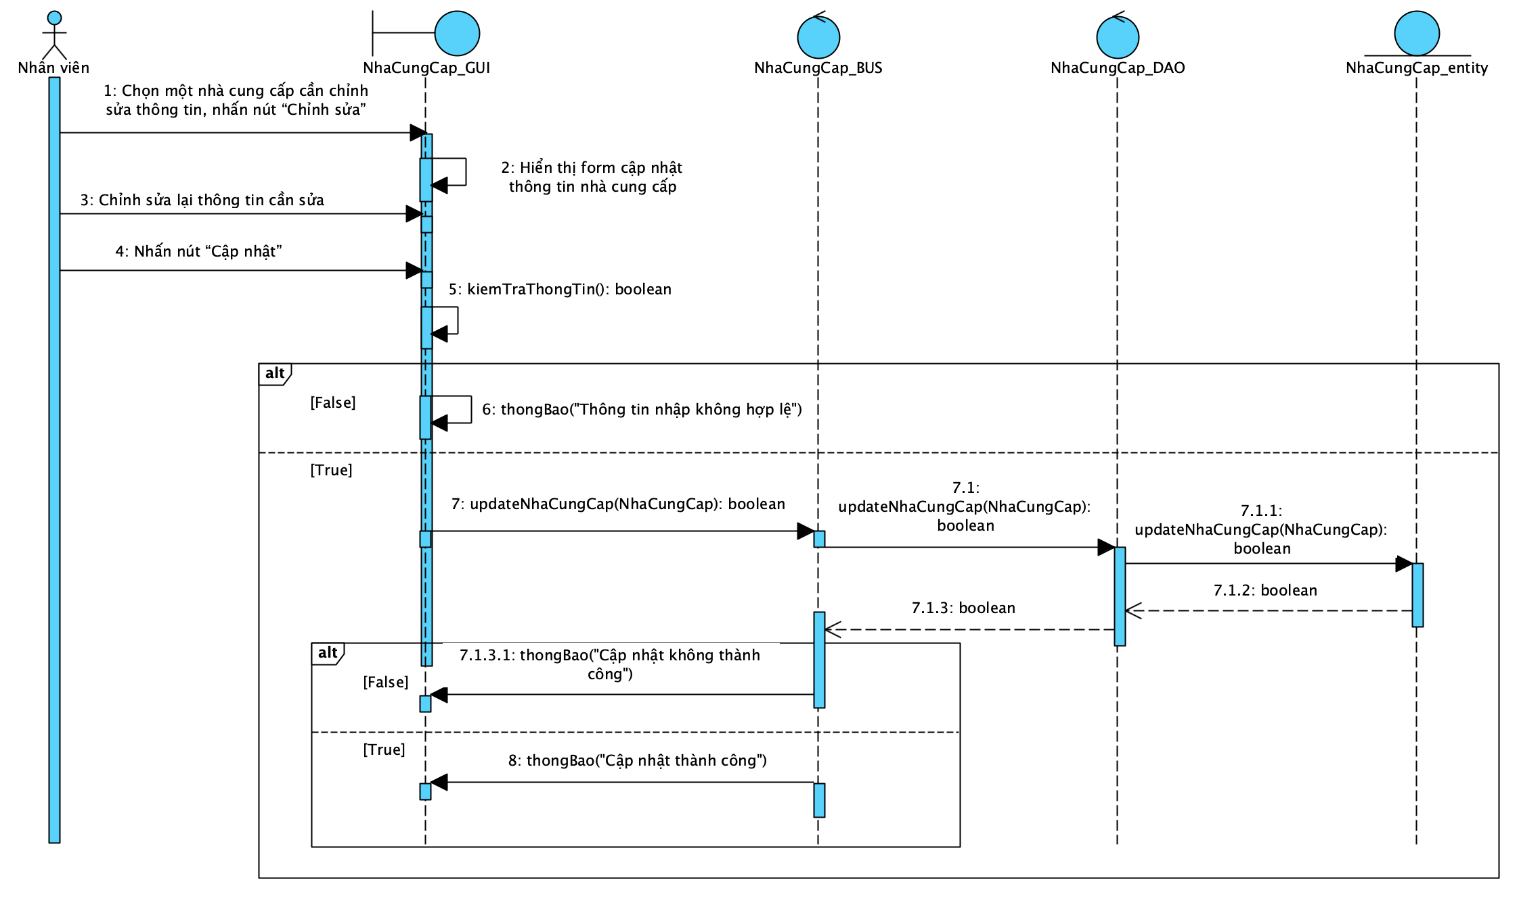 Nhân viên
NhaCungCap_GUI
NhaCungCap_BUS
NhaCungCap_DAO
NhaCungCap_entity
1: Chọn một nhà cung cấp cần chỉnh
sửa thông tin, nhấn nút “Chỉnh sửa”
2: Hiển thị form cập nhật
thông tin nhà cung cấp
3: Chỉnh sửa lại thông tin cần sửa
4: Nhấn nút “Cập nhật”
5: kiemTraThongTin(): boolean
alt
[False]
6: thongBao("Thông tin nhập không hợp lệ")
[True]
7: updateNhaCungCap(NhaCungCap): boolean
7.1:
updateNhaCungCap(NhaCungCap):
boolean
7.1.1:
updateNhaCungCap(NhaCungCap):
boolean
7.1.2: boolean
7.1.3: boolean
alt
7.1.3.1: thongBao("Cập nhật không thành
công")
[False]
[True]
8: thongBao("Cập nhật thành công")